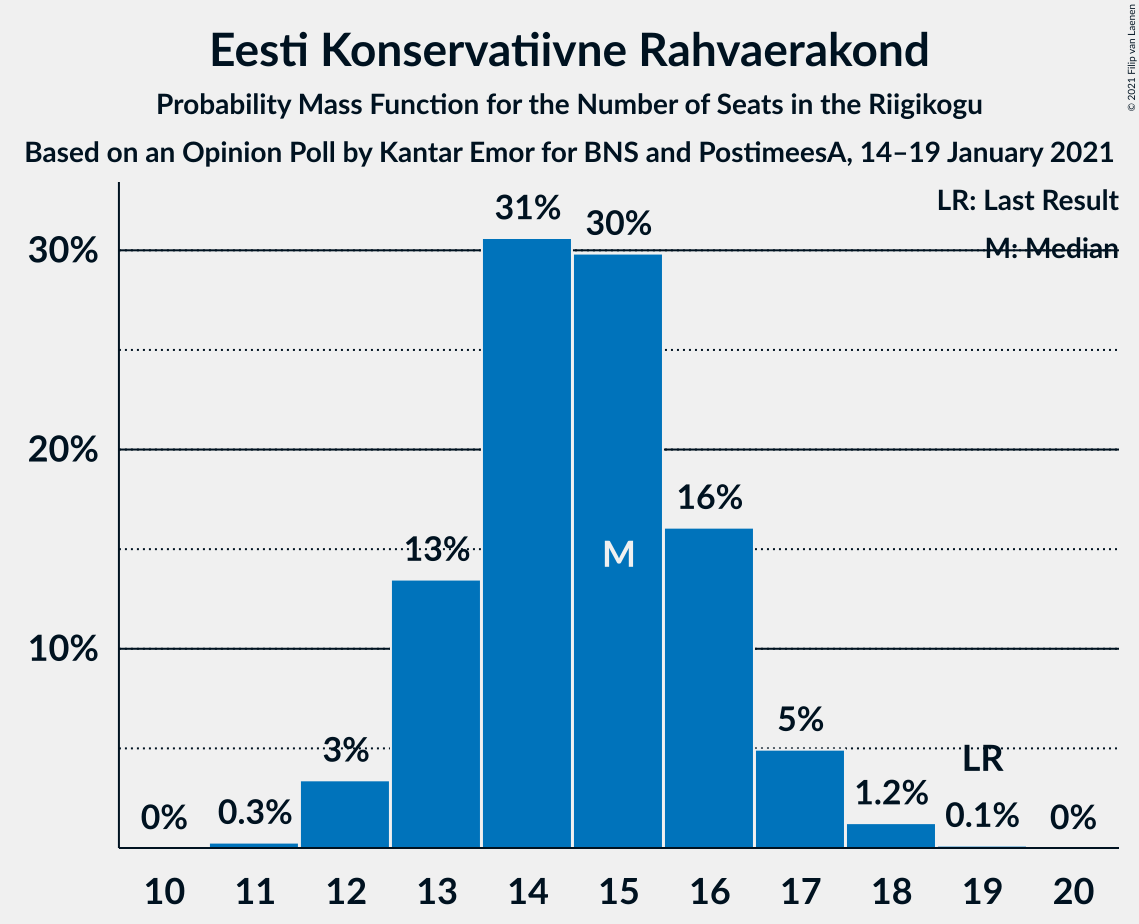 Eesti Konservatiivne Rahvaerakond
Probability Mass Function for the Number of Seats in the Riigikogu
Based on an Opinion Poll by Kantar Emor for BNS and PostimeesA, 14–19 January 2021
© 2021 Filip van Laenen
LR: Last Result
M: Median
30%
20%
10%
0%
0.3%
3%
13%
31%
30%
M
16%
5%
1.2%
LR
0.1%
0%
10 11 12 13 14 15 16 17 18 19 20